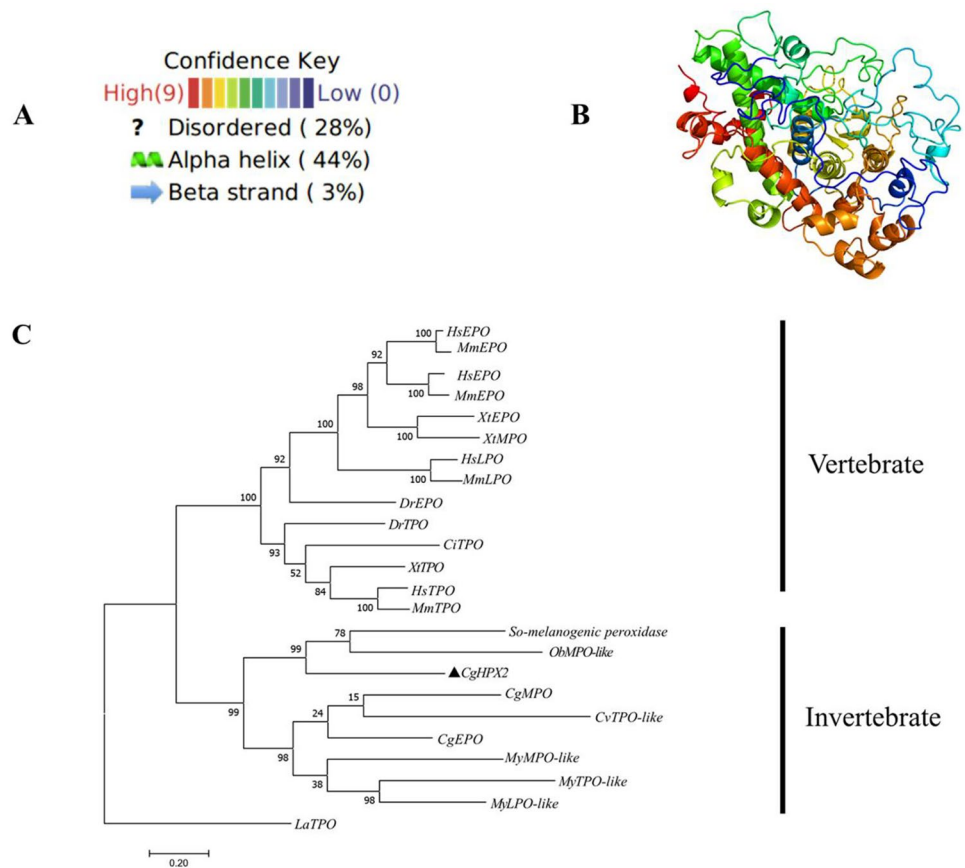 A
Confidence Key
High(9) Low (0)
? Disordered ( 28%)
Alpha helix ( 44%)
Beta strand ( 3%)
B
C
100
HsEPO
MmEPO
92
HsEPO
100
MmEPO
98
XtEPO
100
XtMPO
100
HsLPO
100
MmLPO
92
DrEPO
100
DrTPO
93
CiTPO
52
XtTPO
84
HsTPO
100
MmTPO
Vertebrate
78
So-melanogenic peroxidase
99
ObMPO-like
▲CgHPX2
99
15
CgMPO
24
CvTPO-like
98
CgEPO
MyMPO-like
38
MyTPO-like
98
MyLPO-like
Invertebrate
LaTPO
0.20